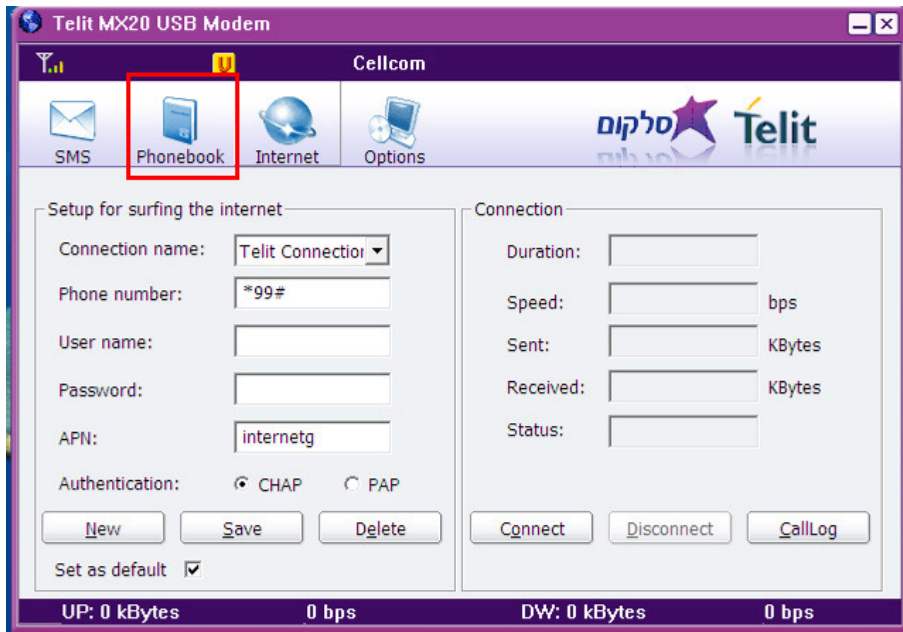 Telit MX20 USB Modem
U Cellcom
SMS Phonebook Internet Options
סלקום Telit
Setup for surfing the internet
Connection name: Telit Connection
Phone number: *99#
User name:
Password:
APN: internetg
Authentication: CHAP PAP
New Save Delete
Set as default
Connection
Duration:
Speed: bps
Sent: KBytes
Received: KBytes
Status:
Connect Disconnect CallLog
UP: 0 kBytes 0 bps DW: 0 kBytes 0 bps